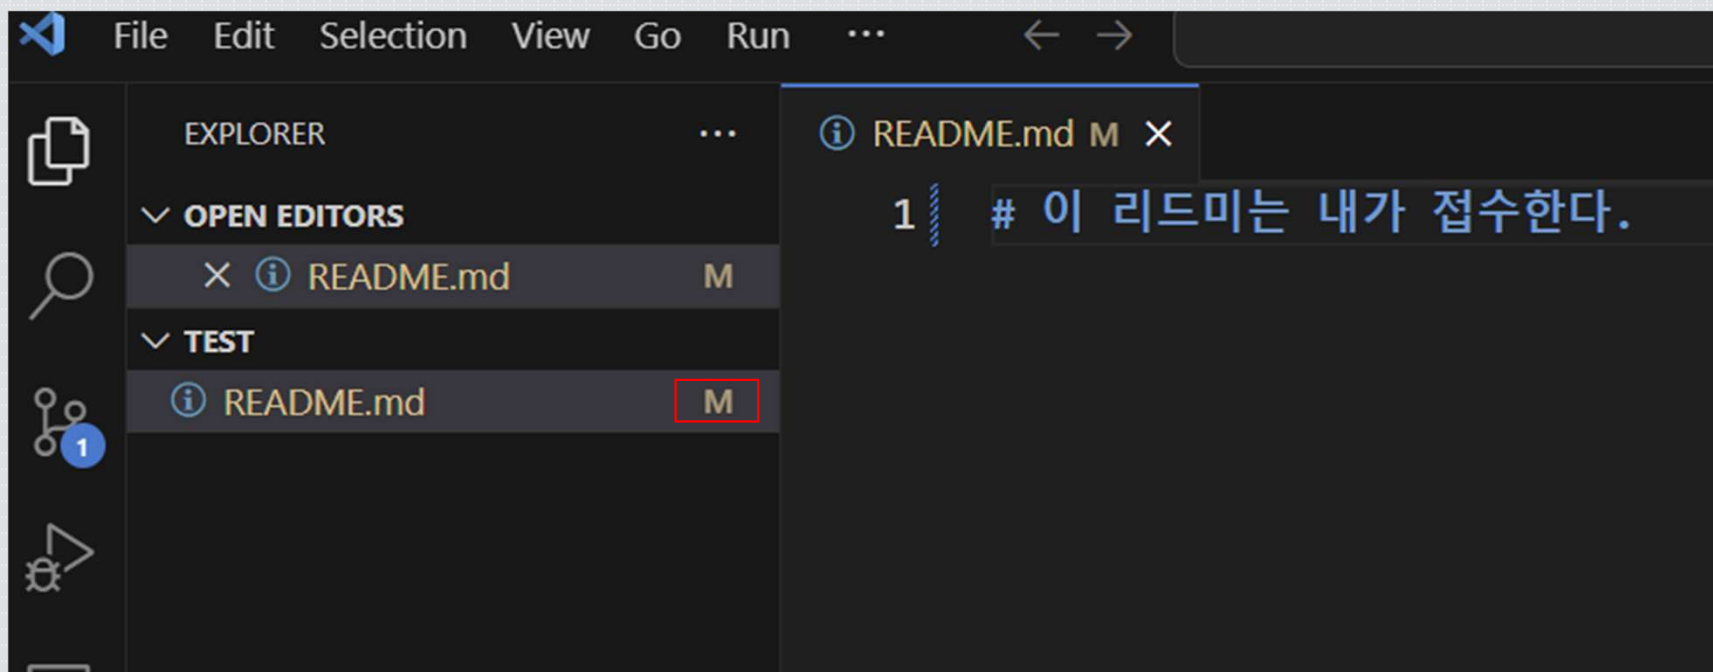 File Edit Selection View Go Run ···
EXPLORER ···
OPEN EDITORS
README.md M
TEST
README.md M
1
README.md M
1 # 이 리드미는 내가 접수한다.